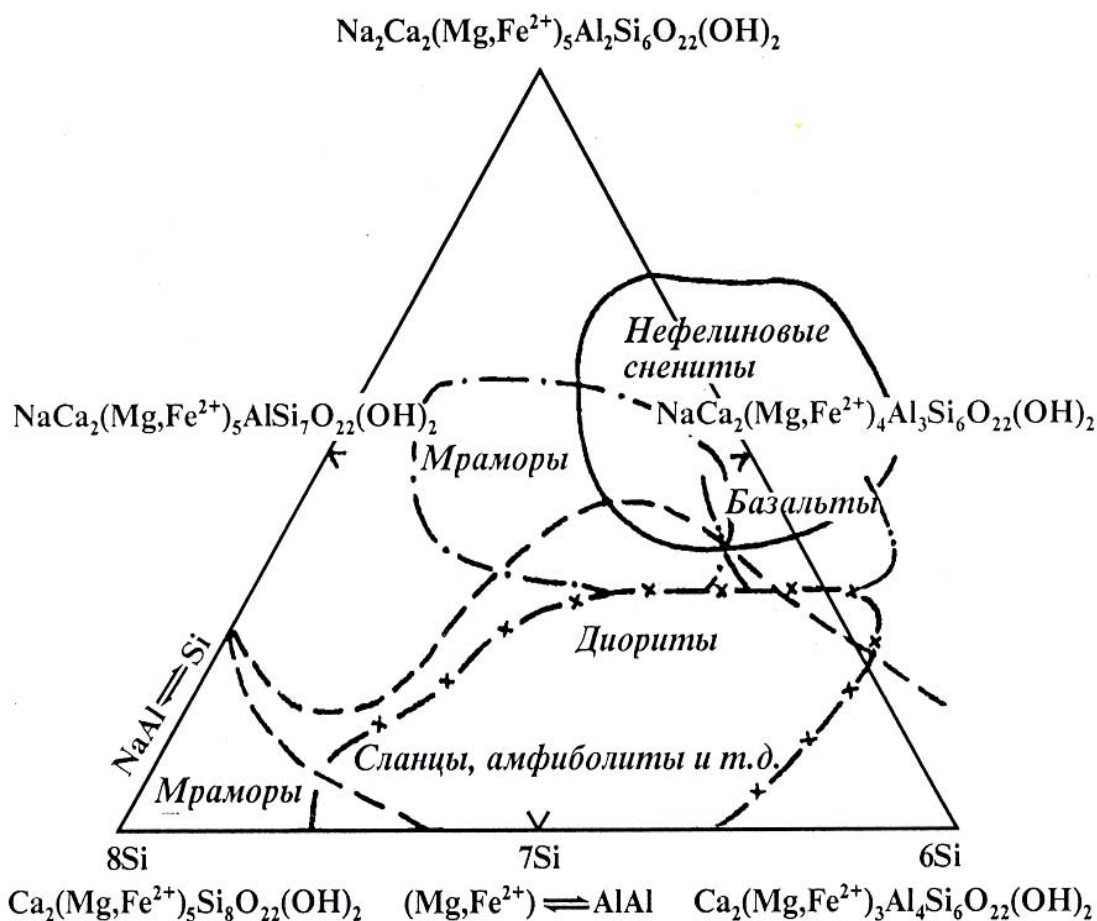 Na₂Ca₂(Mg,Fe²⁺)₅Al₂Si₆O₂₂(OH)₂
Нефелиновые
снениты
NaCa₂(Mg,Fe²⁺)₅AlSi₇O₂₂(OH)₂
NaCa₂(Mg,Fe²⁺)₄Al₃Si₆O₂₂(OH)₂
Мраморы
Базальты
Диориты
NaAl⇌Si
Сланцы, амфиболиты и т.д.
Мраморы
8Si
7Si
6Si
Ca₂(Mg,Fe²⁺)₅Si₈O₂₂(OH)₂
(Mg,Fe²⁺)⇌AlAl
Ca₂(Mg,Fe²⁺)₃Al₄Si₆O₂₂(OH)₂